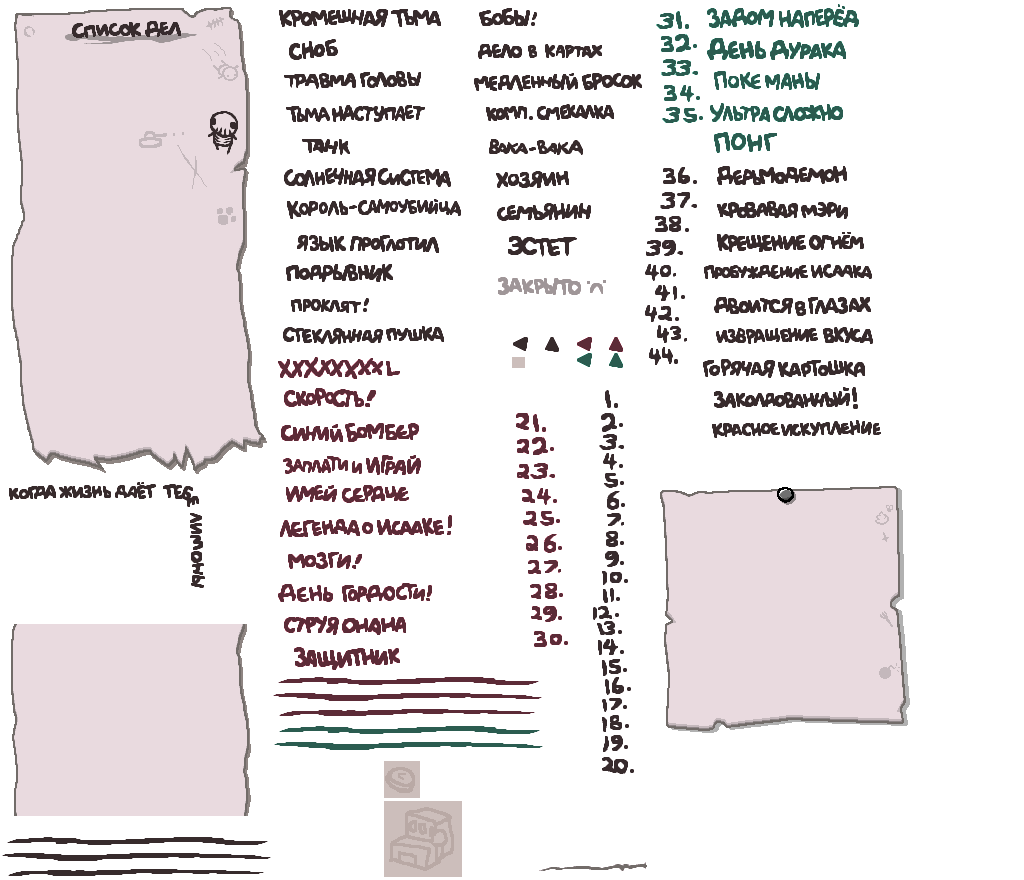 СПИСОК ДЕЛ
КОГДА ЖИЗНЬ ДАЁТ ТЕБЕ ЛИМОНЫ
КРОМЕШНАЯ ТЬМА
СНОБ
ТРАВМА ГОЛОВЫ
ТЬМА НАСТУПАЕТ
ТАНК
СОЛНЕЧНАЯ СИСТЕМА
КОРОЛЬ-САМОУБИЙЦА
ЯЗЫК ПРОГЛОТИЛ
ПОДРЫВНИК
ПРОКЛЯТ!
СТЕКЛЯННАЯ ПУШКА
XXXXXXXXL
СКОРОСТЬ!
СИНИЙ БОМБЕР
ЗАПЛАТИ и ИГРАЙ
ИМЕЙ СЕРДЦЕ
ЛЕГЕНДА о ИСААКЕ!
МОЗГИ!
ДЕНЬ ГОРДОСТИ!
СТРУЯ ОНАНА
ЗАЩИТНИК
БОБЫ!
ДЕЛО В КАРТАХ
МЕДЛЕННЫЙ БРОСОК
КОМП. СМЕКАЛКА
ВАКА-ВАКА
ХОЗЯИН
СЕМЬЯНИН
ЭСТЕТ
ЗАКРЫТО ^^
21.
22.
23.
24.
25.
26.
27.
28.
29.
30.
1.
2.
3.
4.
5.
6.
7.
8.
9.
10.
11.
12.
13.
14.
15.
16.
17.
18.
19.
20.
31.
32.
33.
34.
35.
36.
37.
38.
39.
40.
41.
42.
43.
44.
ЗАДОМ НАПЕРЁД
ДЕНЬ ДУРАКА
ПОКЕМАНЫ
УЛЬТРА СЛОЖНО
ПОНГ
ДЕРЬМОДЕМОН
КРОВАВАЯ МЭРИ
КРЕЩЕНИЕ ОГНЁМ
ПРОБУЖДЕНИЕ ИСААКА
ДВОИТСЯ В ГЛАЗАХ
ИЗВРАЩЕНИЕ ВКУСА
ГОРЯЧАЯ КАРТОШКА
ЗАКОЛДОВАННЫЙ!
КРАСНОЕ ИСКУПЛЕНИЕ